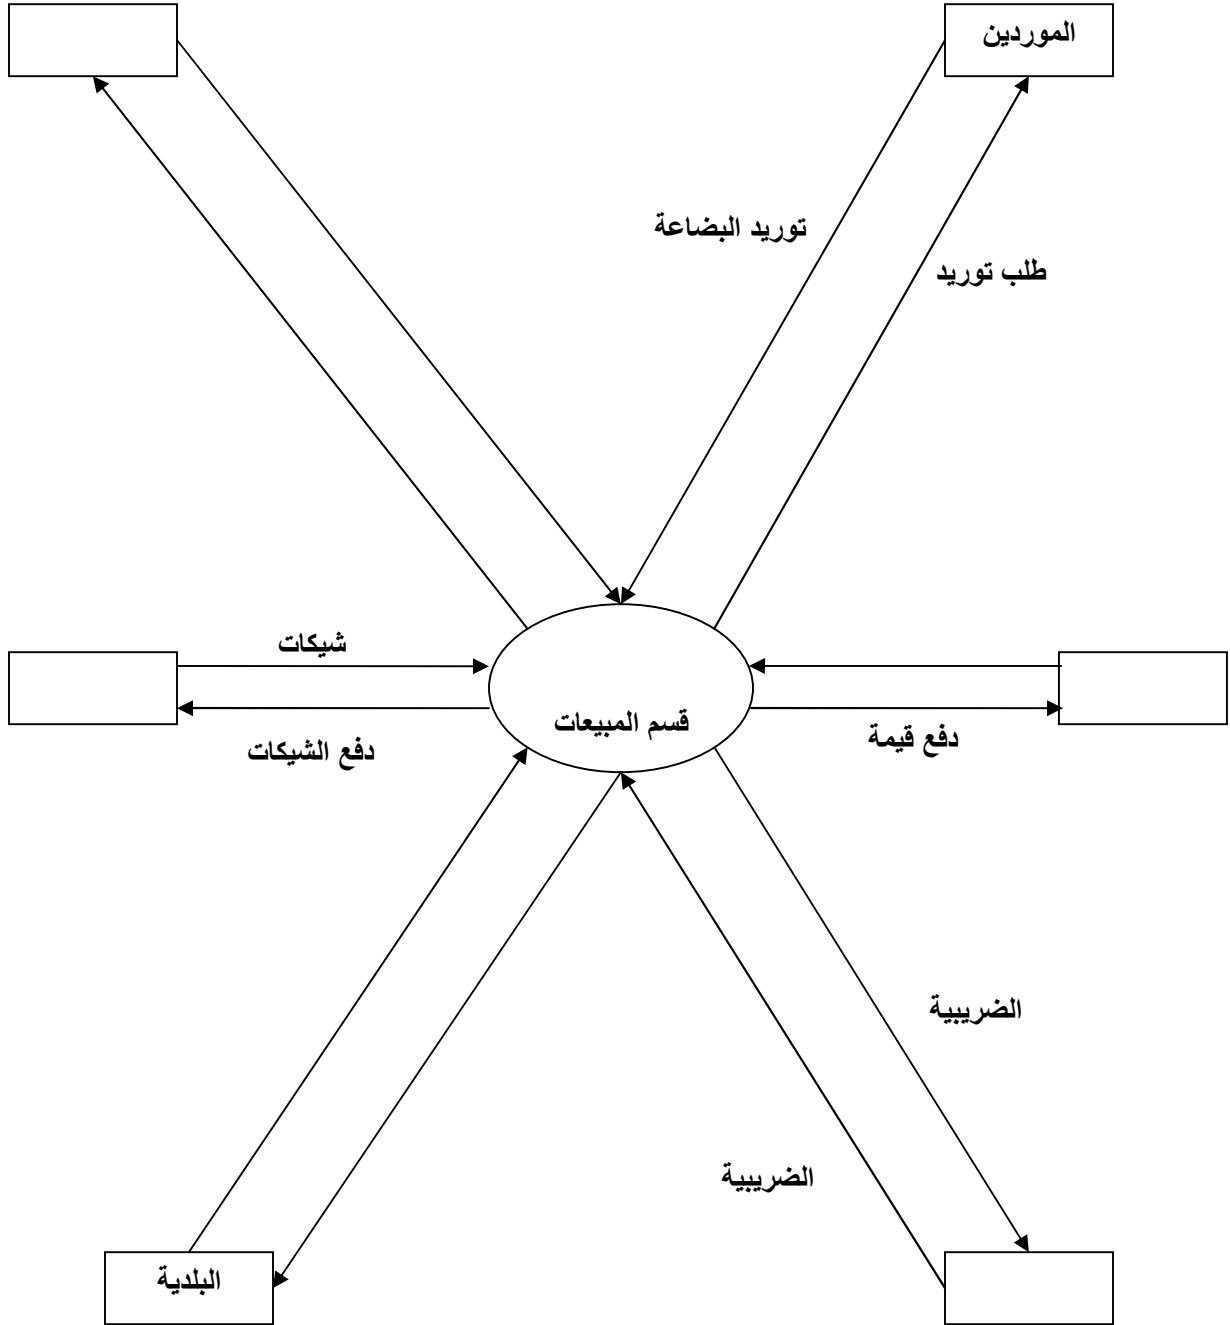 الموردين
توريد البضاعة
طلب توريد
شيكات
قسم المبيعات
دفع قيمة
دفع الشيكات
الضريبية
الضريبية
البلدية